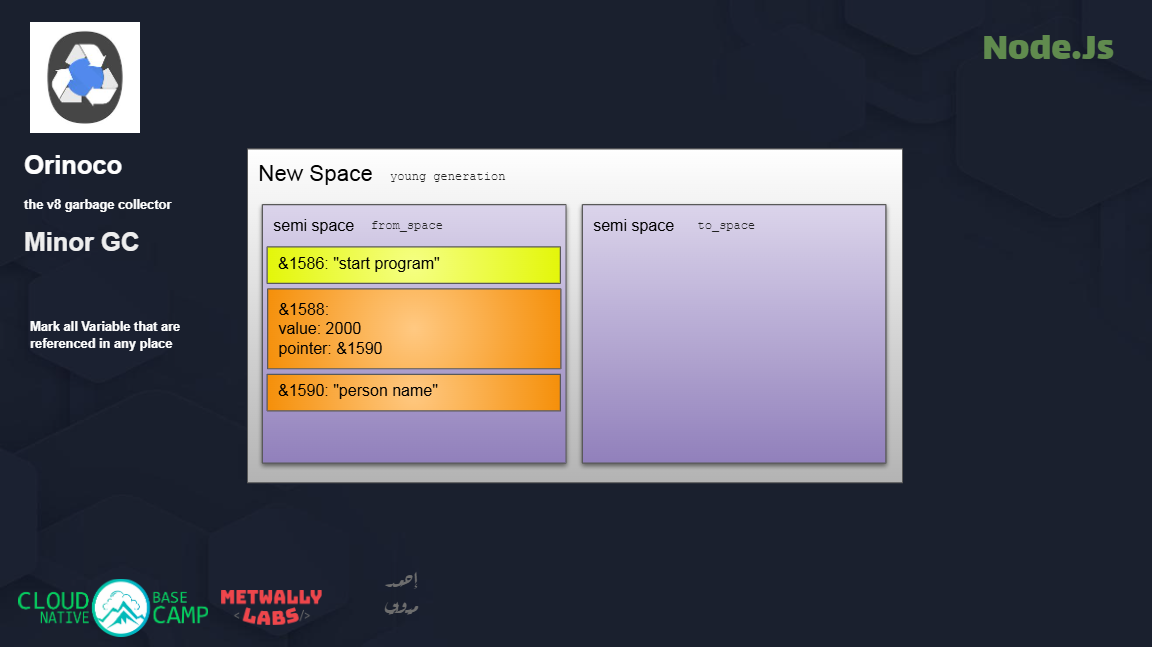 Node.Js
Orinoco
the v8 garbage collector
Minor GC
Mark all Variable that are
referenced in any place
New Space young generation
semi space from_space
&1586: "start program"
&1588:
value: 2000
pointer: &1590
&1590: "person name"
semi space to_space
CLOUD NATIVE BASE CAMP
METWALLY
<LABS/>
أحمد